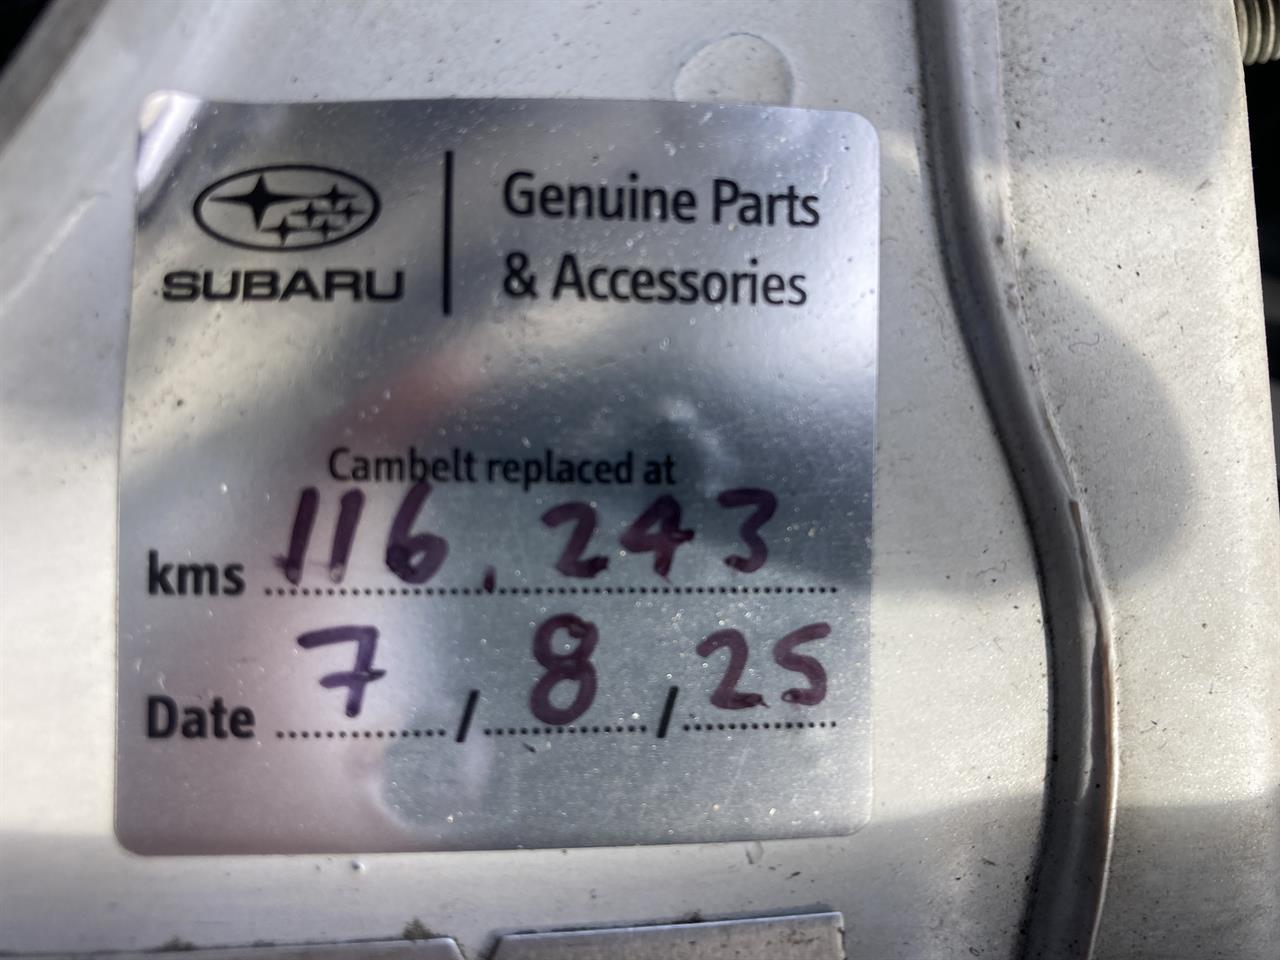 SUBARU
Genuine Parts
& Accessories
Cambelt replaced at
kms 116,243
Date 7 / 8 / 25